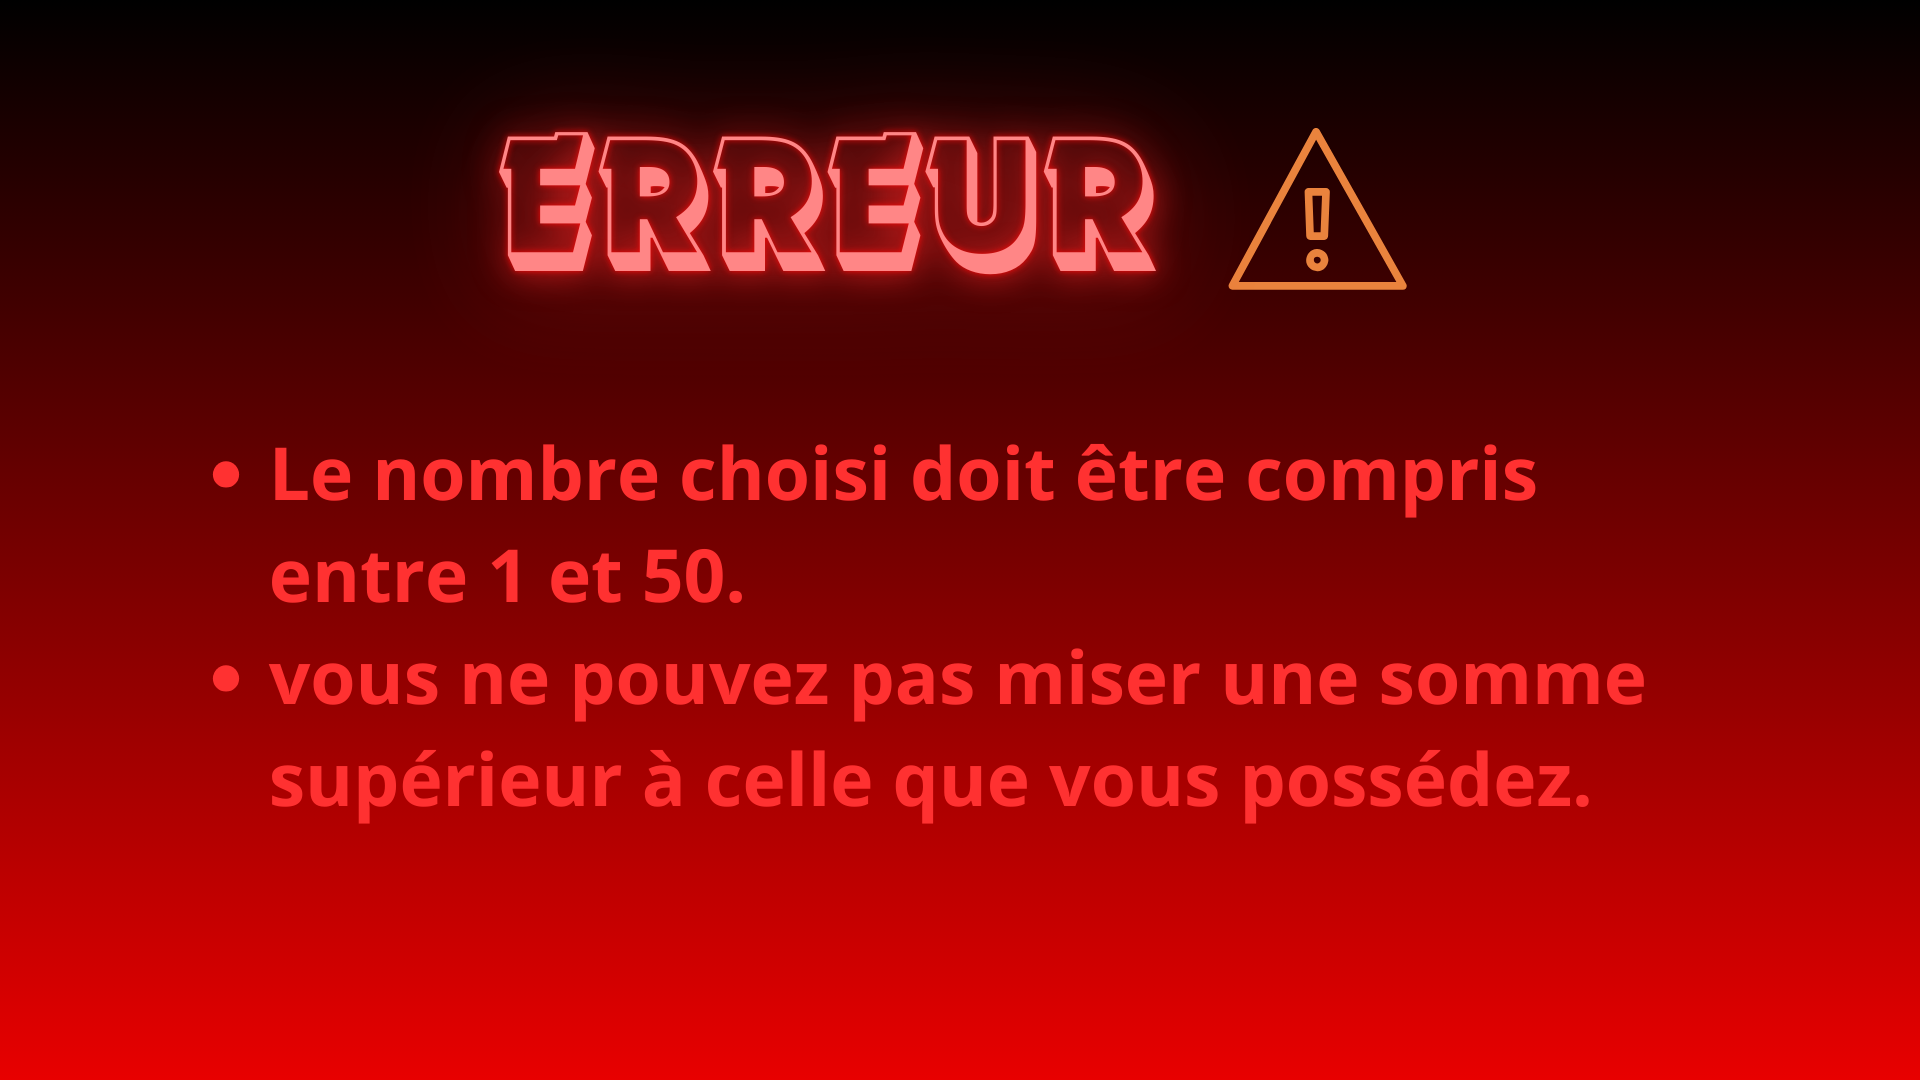 ERREUR
• Le nombre choisi doit être compris
entre 1 et 50.
• vous ne pouvez pas miser une somme
supérieur à celle que vous possédez.